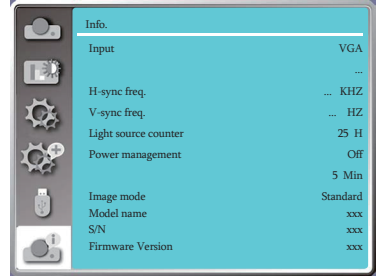 Info.
Input VGA
...
H-sync freq. ... KHZ
V-sync freq. ... HZ
Light source counter 25 H
Power management Off
5 Min
Image mode Standard
Model name xxx
S/N xxx
Firmware Version xxx